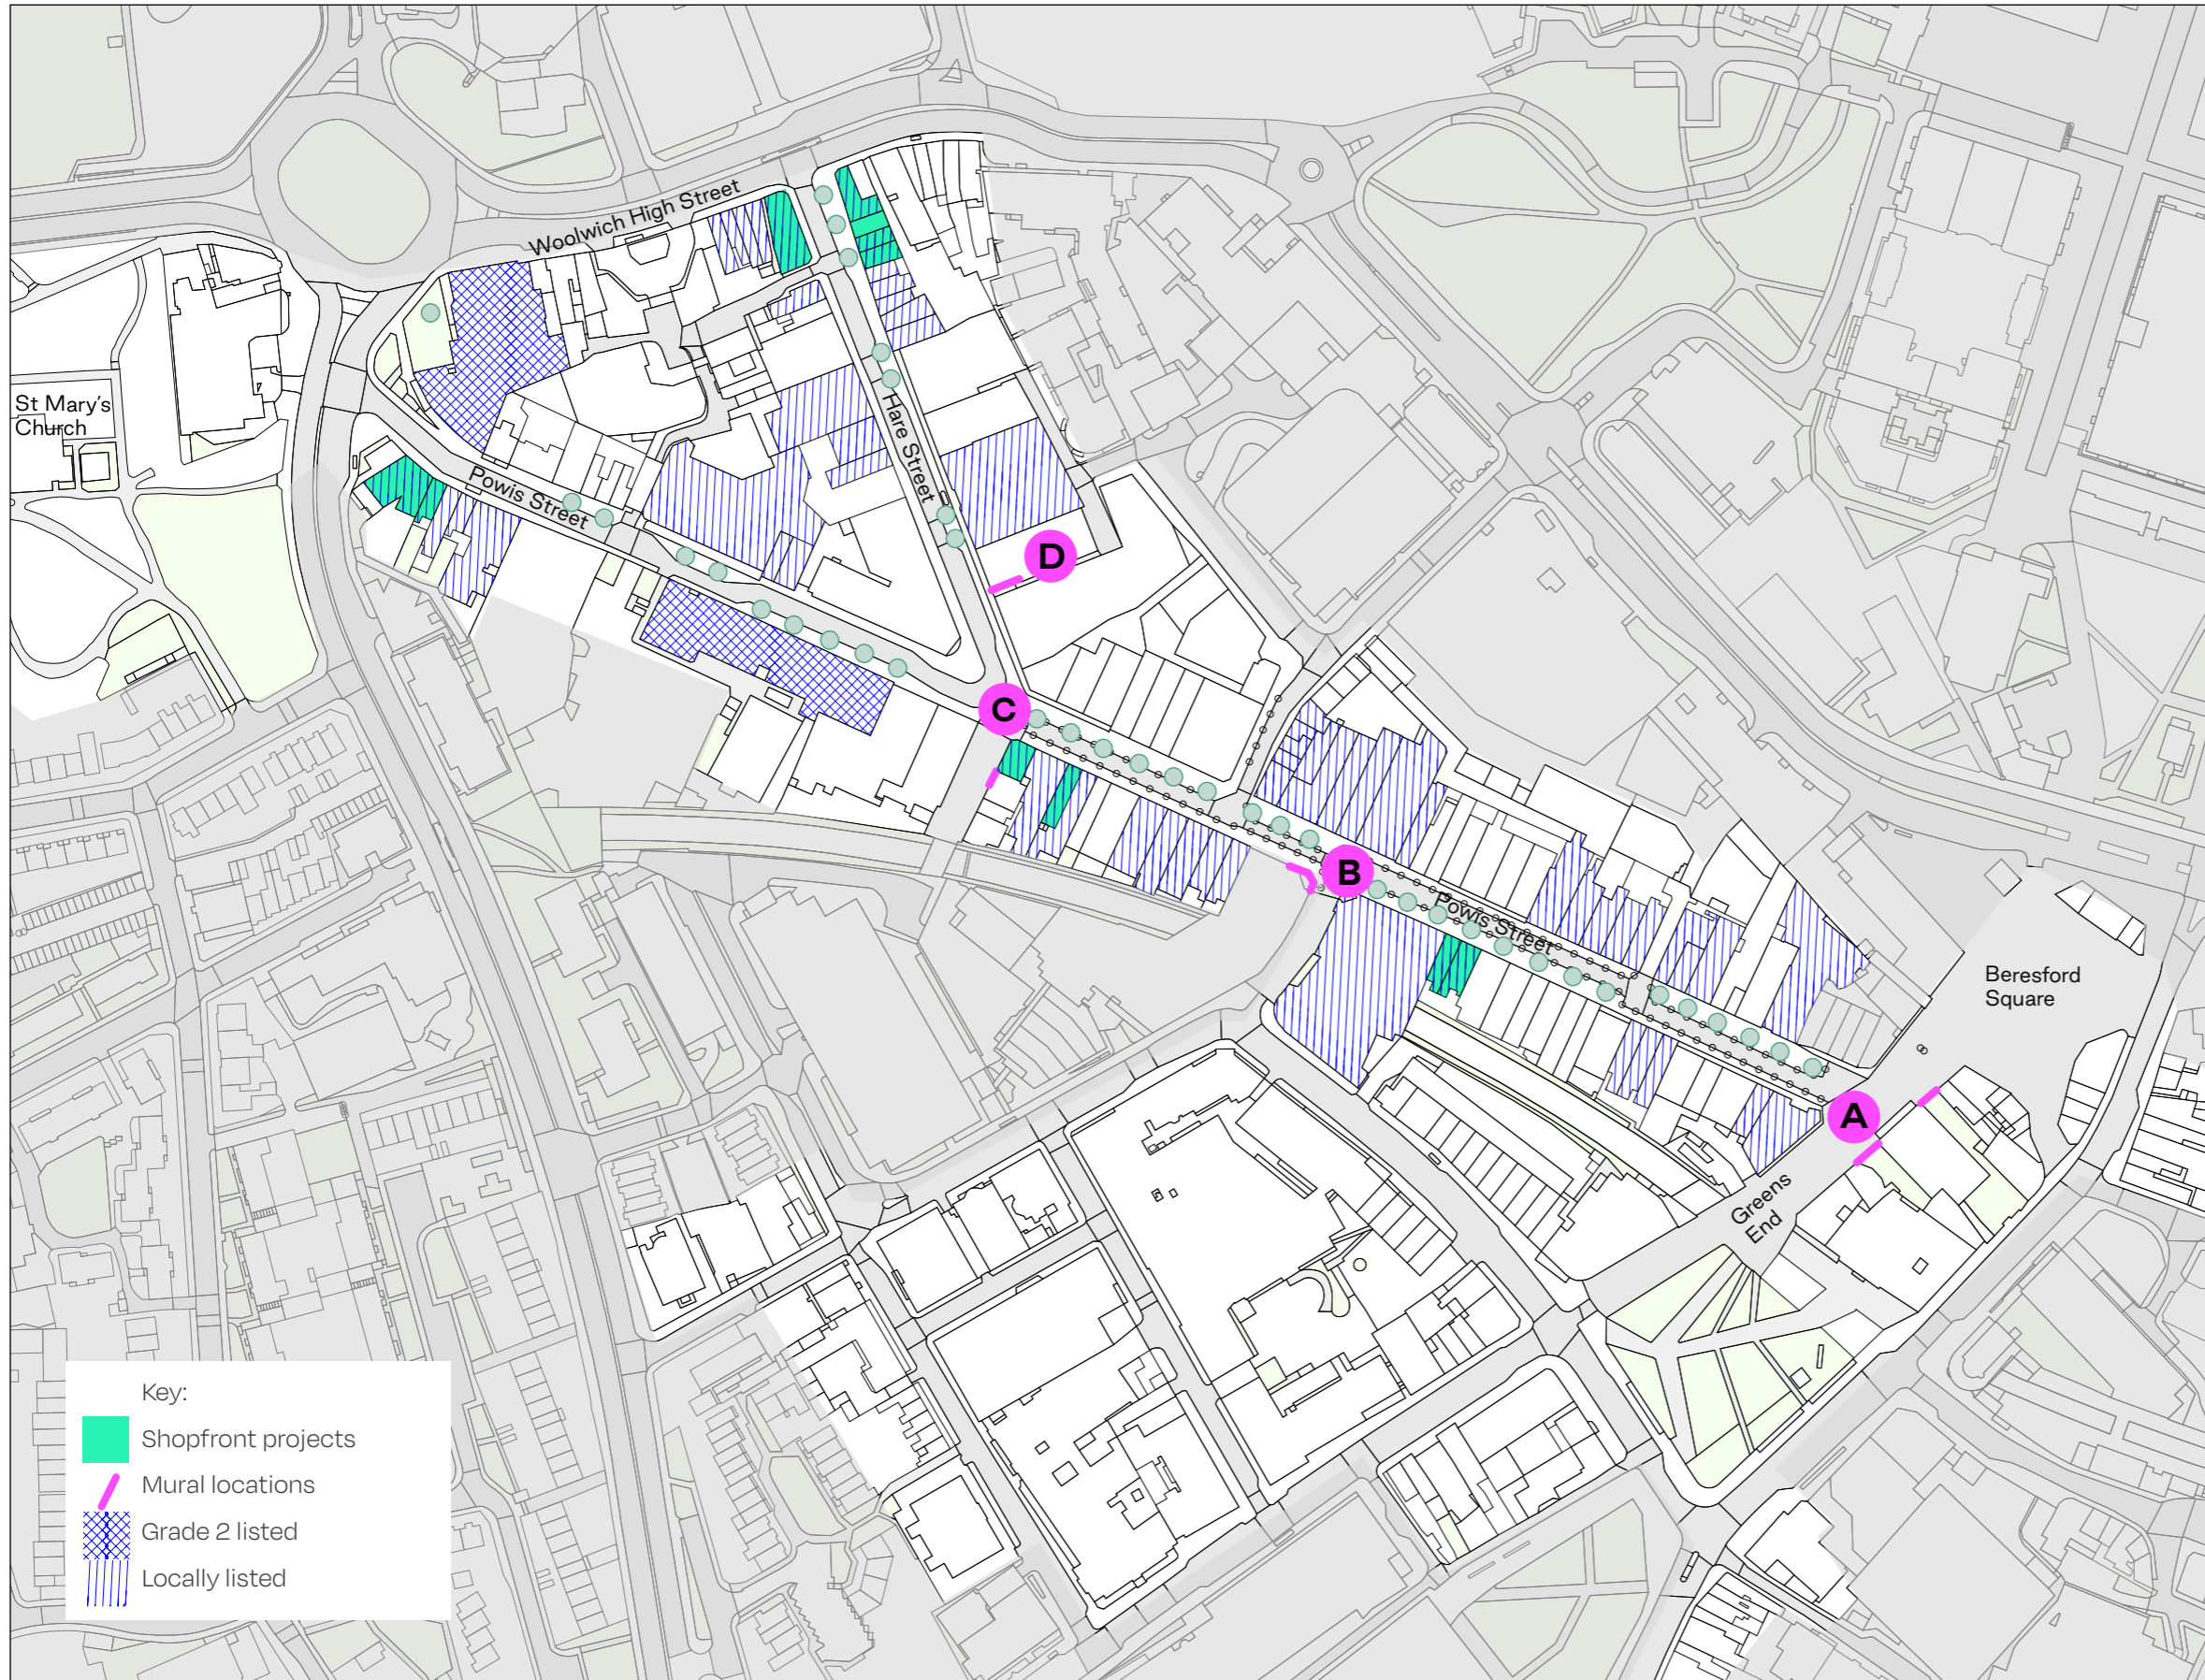 Woolwich High Street
St Mary's
Church
Hare Street
Powis Street
D
C
B
Powis Street
Beresford
Square
A
Greens
End
Key:
Shopfront projects
Mural locations
Grade 2 listed
Locally listed